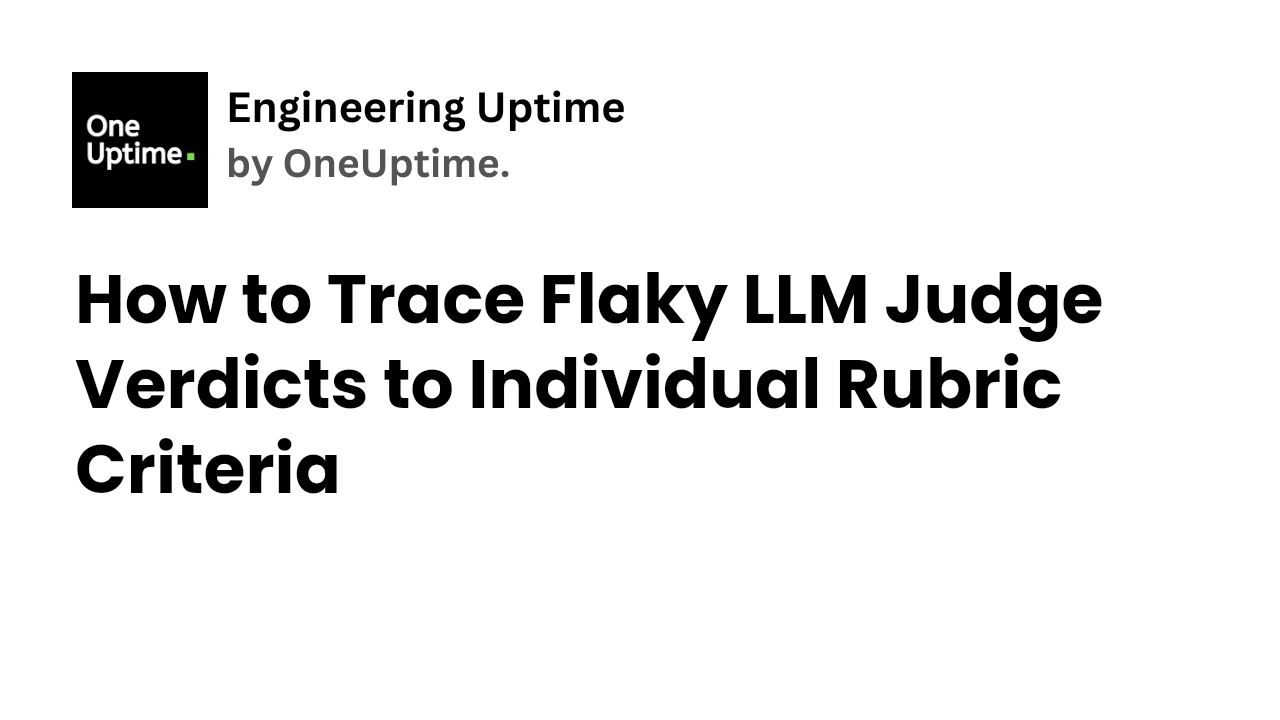 One
Uptime.
Engineering Uptime
by OneUptime.
How to Trace Flaky LLM Judge
Verdicts to Individual Rubric
Criteria